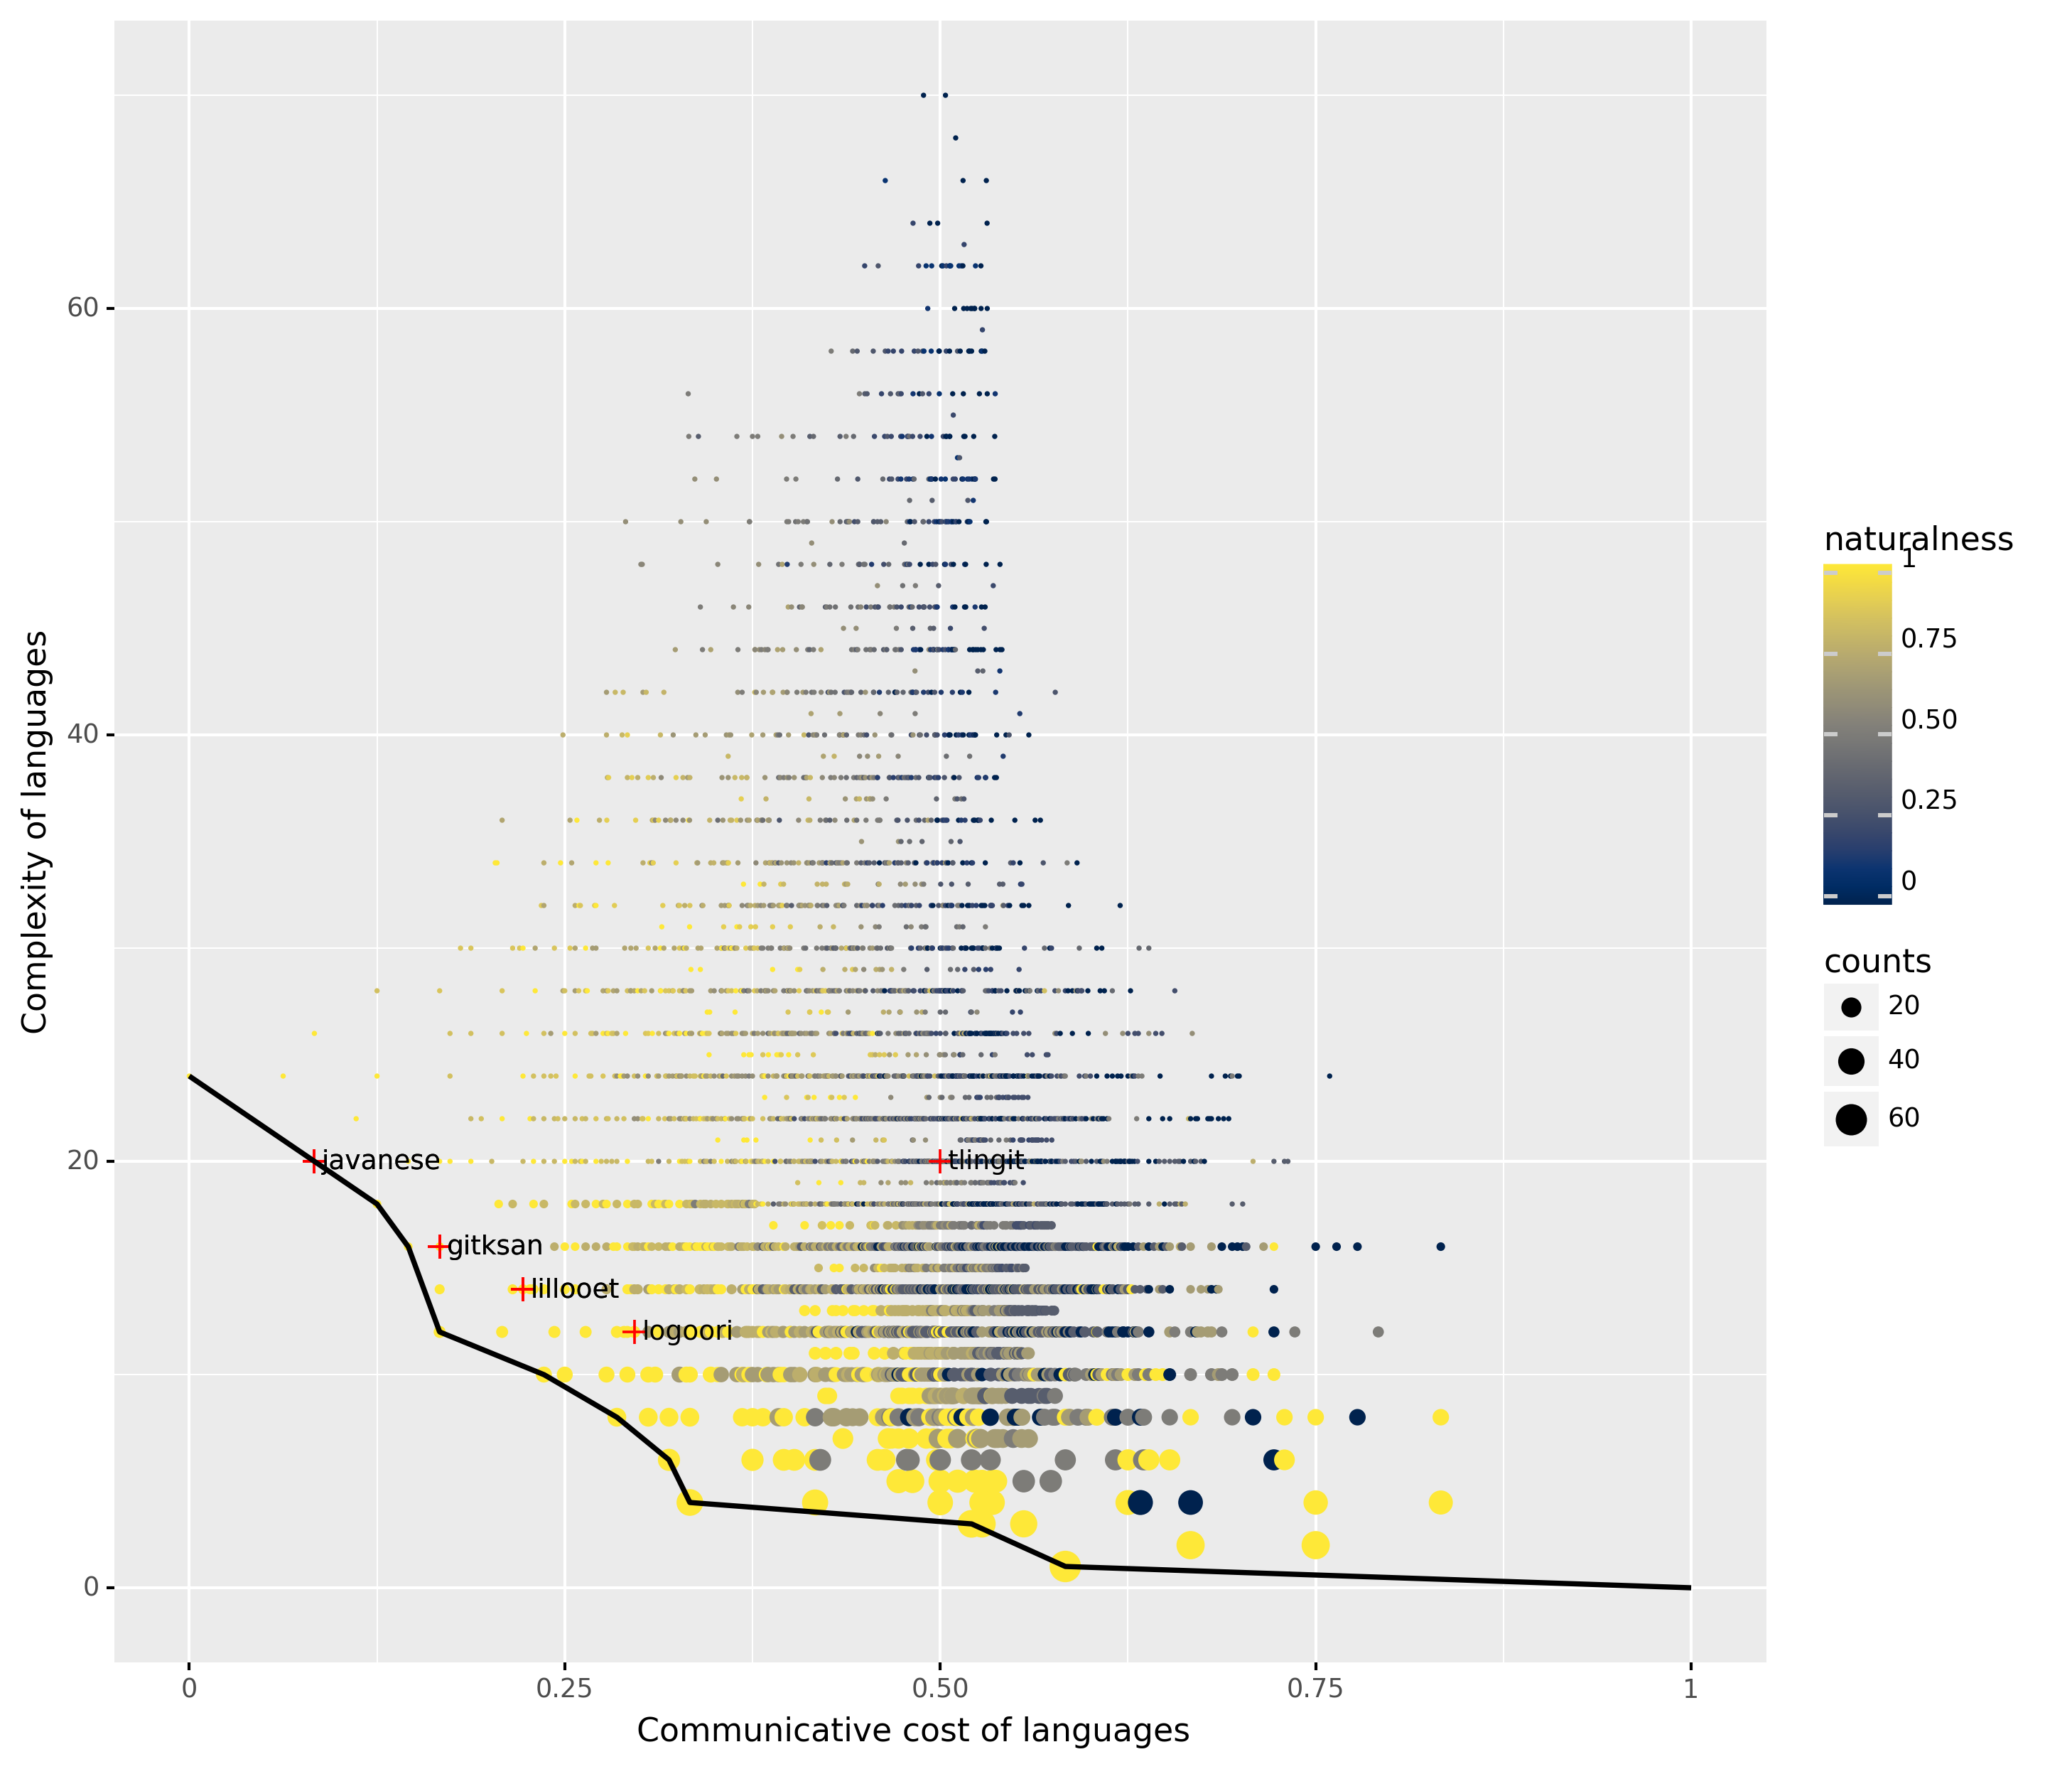 60
40
20
0
Complexity of languages
javanese
tlingit
gitksan
lillooet
logoori
0
0.25
0.50
0.75
1
Communicative cost of languages
naturalness
1
0.75
0.50
0.25
0
counts
20
40
60